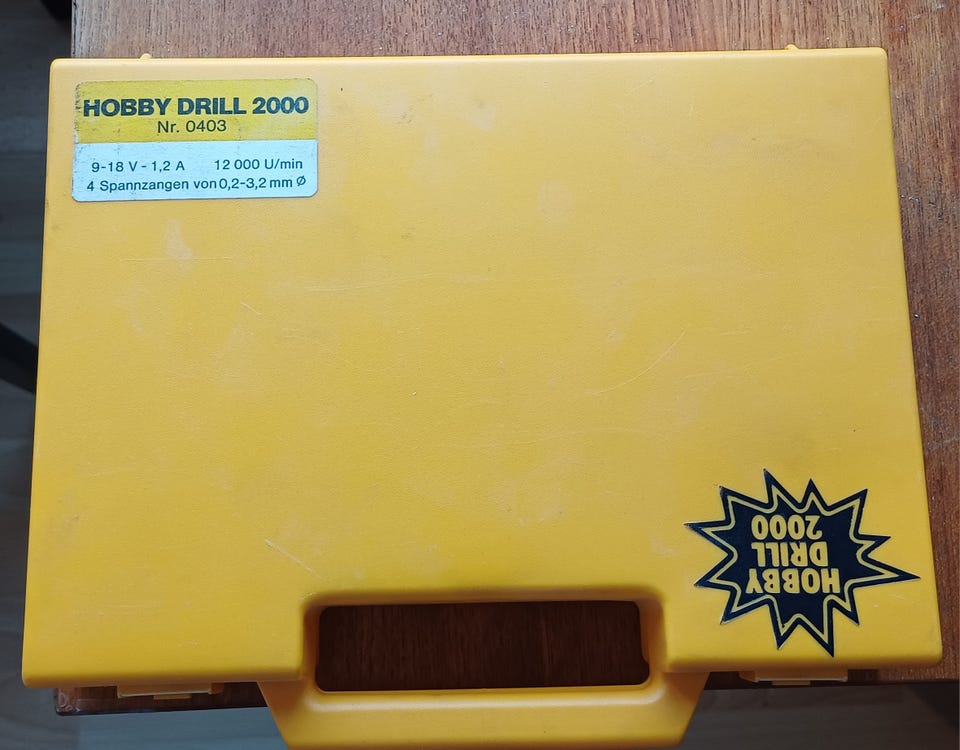 HOBBY DRILL 2000
Nr. 0403
9-18 V - 1,2 A 12 000 U/min
4 Spannzangen von 0,2-3,2 mm Ø
HOBBY
DRILL
2000